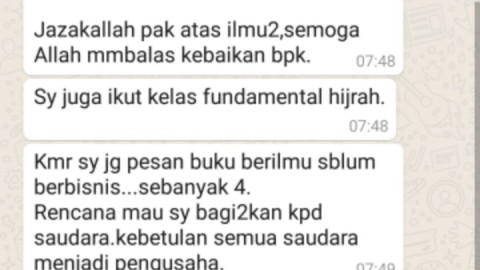 Jazakallah pak atas ilmu2,semoga
Allah mmbalas kebaikan bpk.
07:48
Sy juga ikut kelas fundamental hijrah.
07:48
Kmr sy jg pesan buku berilmu sblum
berbisnis...sebanyak 4.
Rencana mau sy bagi2kan kpd
saudara.kebetulan semua saudara
menjadi pengusaha.
07:49